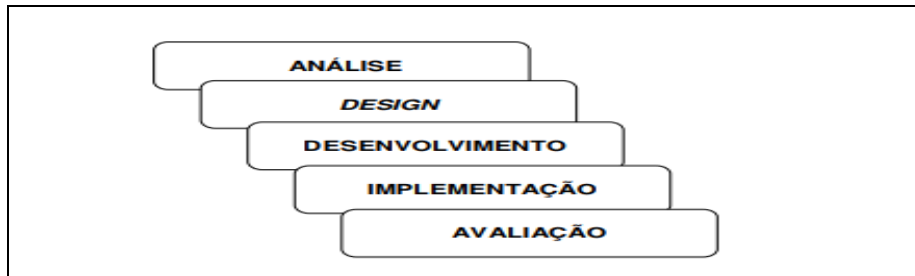 ANÁLISE
DESIGN
DESENVOLVIMENTO
IMPLEMENTAÇÃO
AVALIAÇÃO